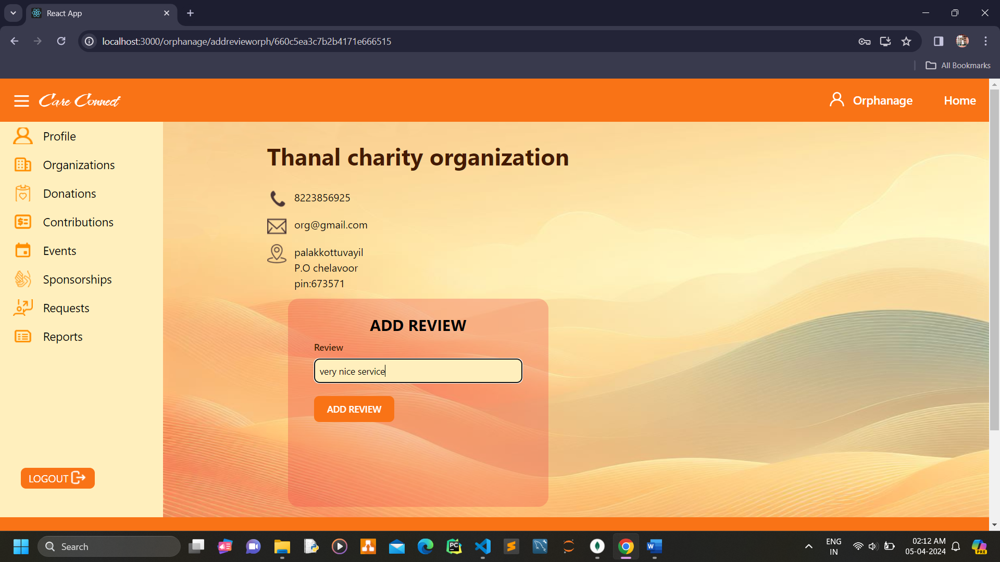 React App
localhost:3000/orphanage/addrevieworph/660c5ea3c7b2b4171e666515
All Bookmarks
Care Connect
Orphanage
Home
Profile
Organizations
Donations
Contributions
Events
Sponsorships
Requests
Reports
LOGOUT
Thanal charity organization
8223856925
org@gmail.com
palakkottuvayil
P.O chelavoor
pin:673571
ADD REVIEW
Review
very nice service
ADD REVIEW
Search
ENG
IN
02:12 AM
05-04-2024
PC
W
PRE